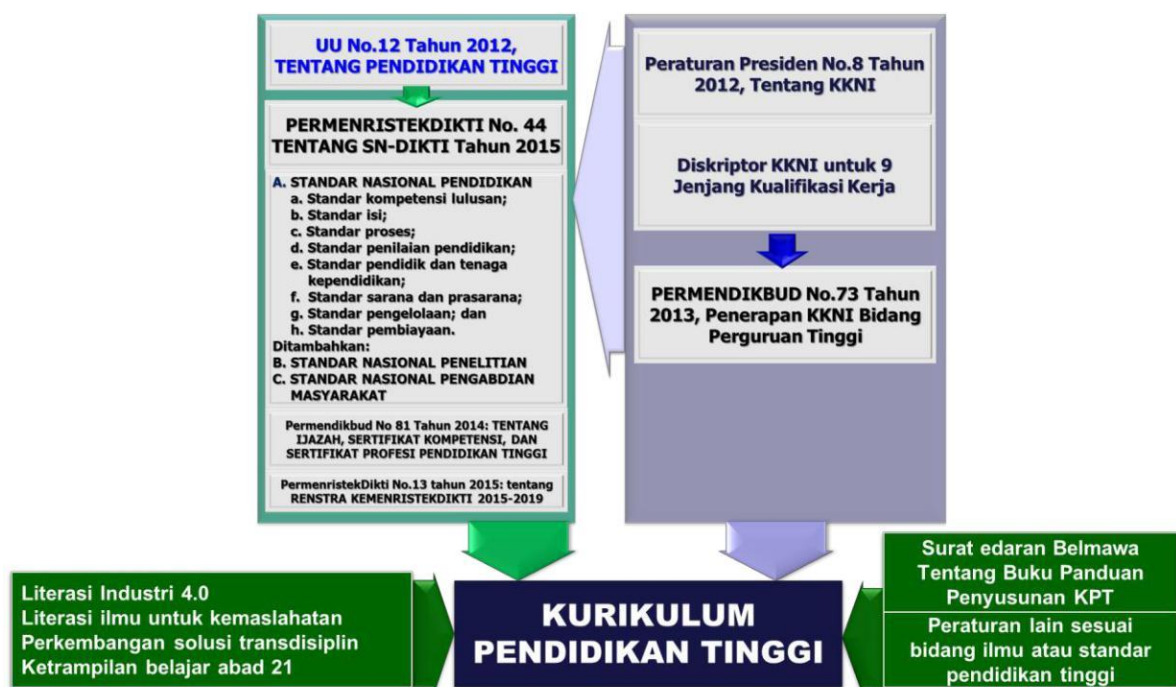 UU No.12 Tahun 2012,
TENTANG PENDIDIKAN TINGGI
PERMENRISTEKDIKTI No. 44
TENTANG SN-DIKTI Tahun 2015
A. STANDAR NASIONAL PENDIDIKAN
a. Standar kompetensi lulusan;
b. Standar isi;
c. Standar proses;
d. Standar penilaian pendidikan;
e. Standar pendidik dan tenaga
kependidikan;
f. Standar sarana dan prasarana;
g. Standar pengelolaan; dan
h. Standar pembiayaan.
Ditambahkan:
B. STANDAR NASIONAL PENELITIAN
C. STANDAR NASIONAL PENGABDIAN
MASYARAKAT
Permendikbud No 81 Tahun 2014: TENTANG
IJAZAH, SERTIFIKAT KOMPETENSI, DAN
SERTIFIKAT PROFESI PENDIDIKAN TINGGI
PermenristekDikti No.13 tahun 2015: tentang
RENSTRA KEMENRISTEKDIKTI 2015-2019
Peraturan Presiden No.8 Tahun
2012, Tentang KKNI
Diskriptor KKNI untuk 9
Jenjang Kualifikasi Kerja
PERMENDIKBUD No.73 Tahun
2013, Penerapan KKNI Bidang
Perguruan Tinggi
Literasi Industri 4.0
Literasi ilmu untuk kemaslahatan
Perkembangan solusi transdisiplin
Ketrampilan belajar abad 21
KURIKULUM
PENDIDIKAN TINGGI
Surat edaran Belmawa
Tentang Buku Panduan
Penyusunan KPT
Peraturan lain sesuai
bidang ilmu atau standar
pendidikan tinggi